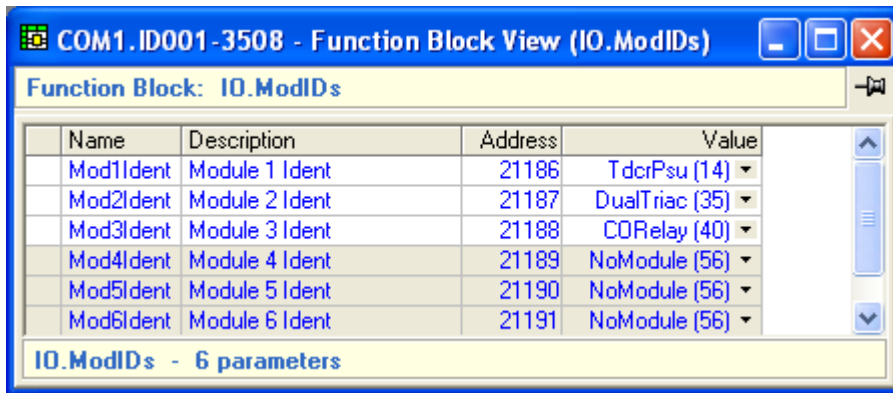 COM1.ID001-3508 - Function Block View (IO.ModIDs)
Function Block: IO.ModIDs
Name Description Address Value
Mod1Ident Module 1 Ident 21186 TdcrPsu (14)
Mod2Ident Module 2 Ident 21187 DualTriac (35)
Mod3Ident Module 3 Ident 21188 CORelay (40)
Mod4Ident Module 4 Ident 21189 NoModule (56)
Mod5Ident Module 5 Ident 21190 NoModule (56)
Mod6Ident Module 6 Ident 21191 NoModule (56)
IO.ModIDs - 6 parameters